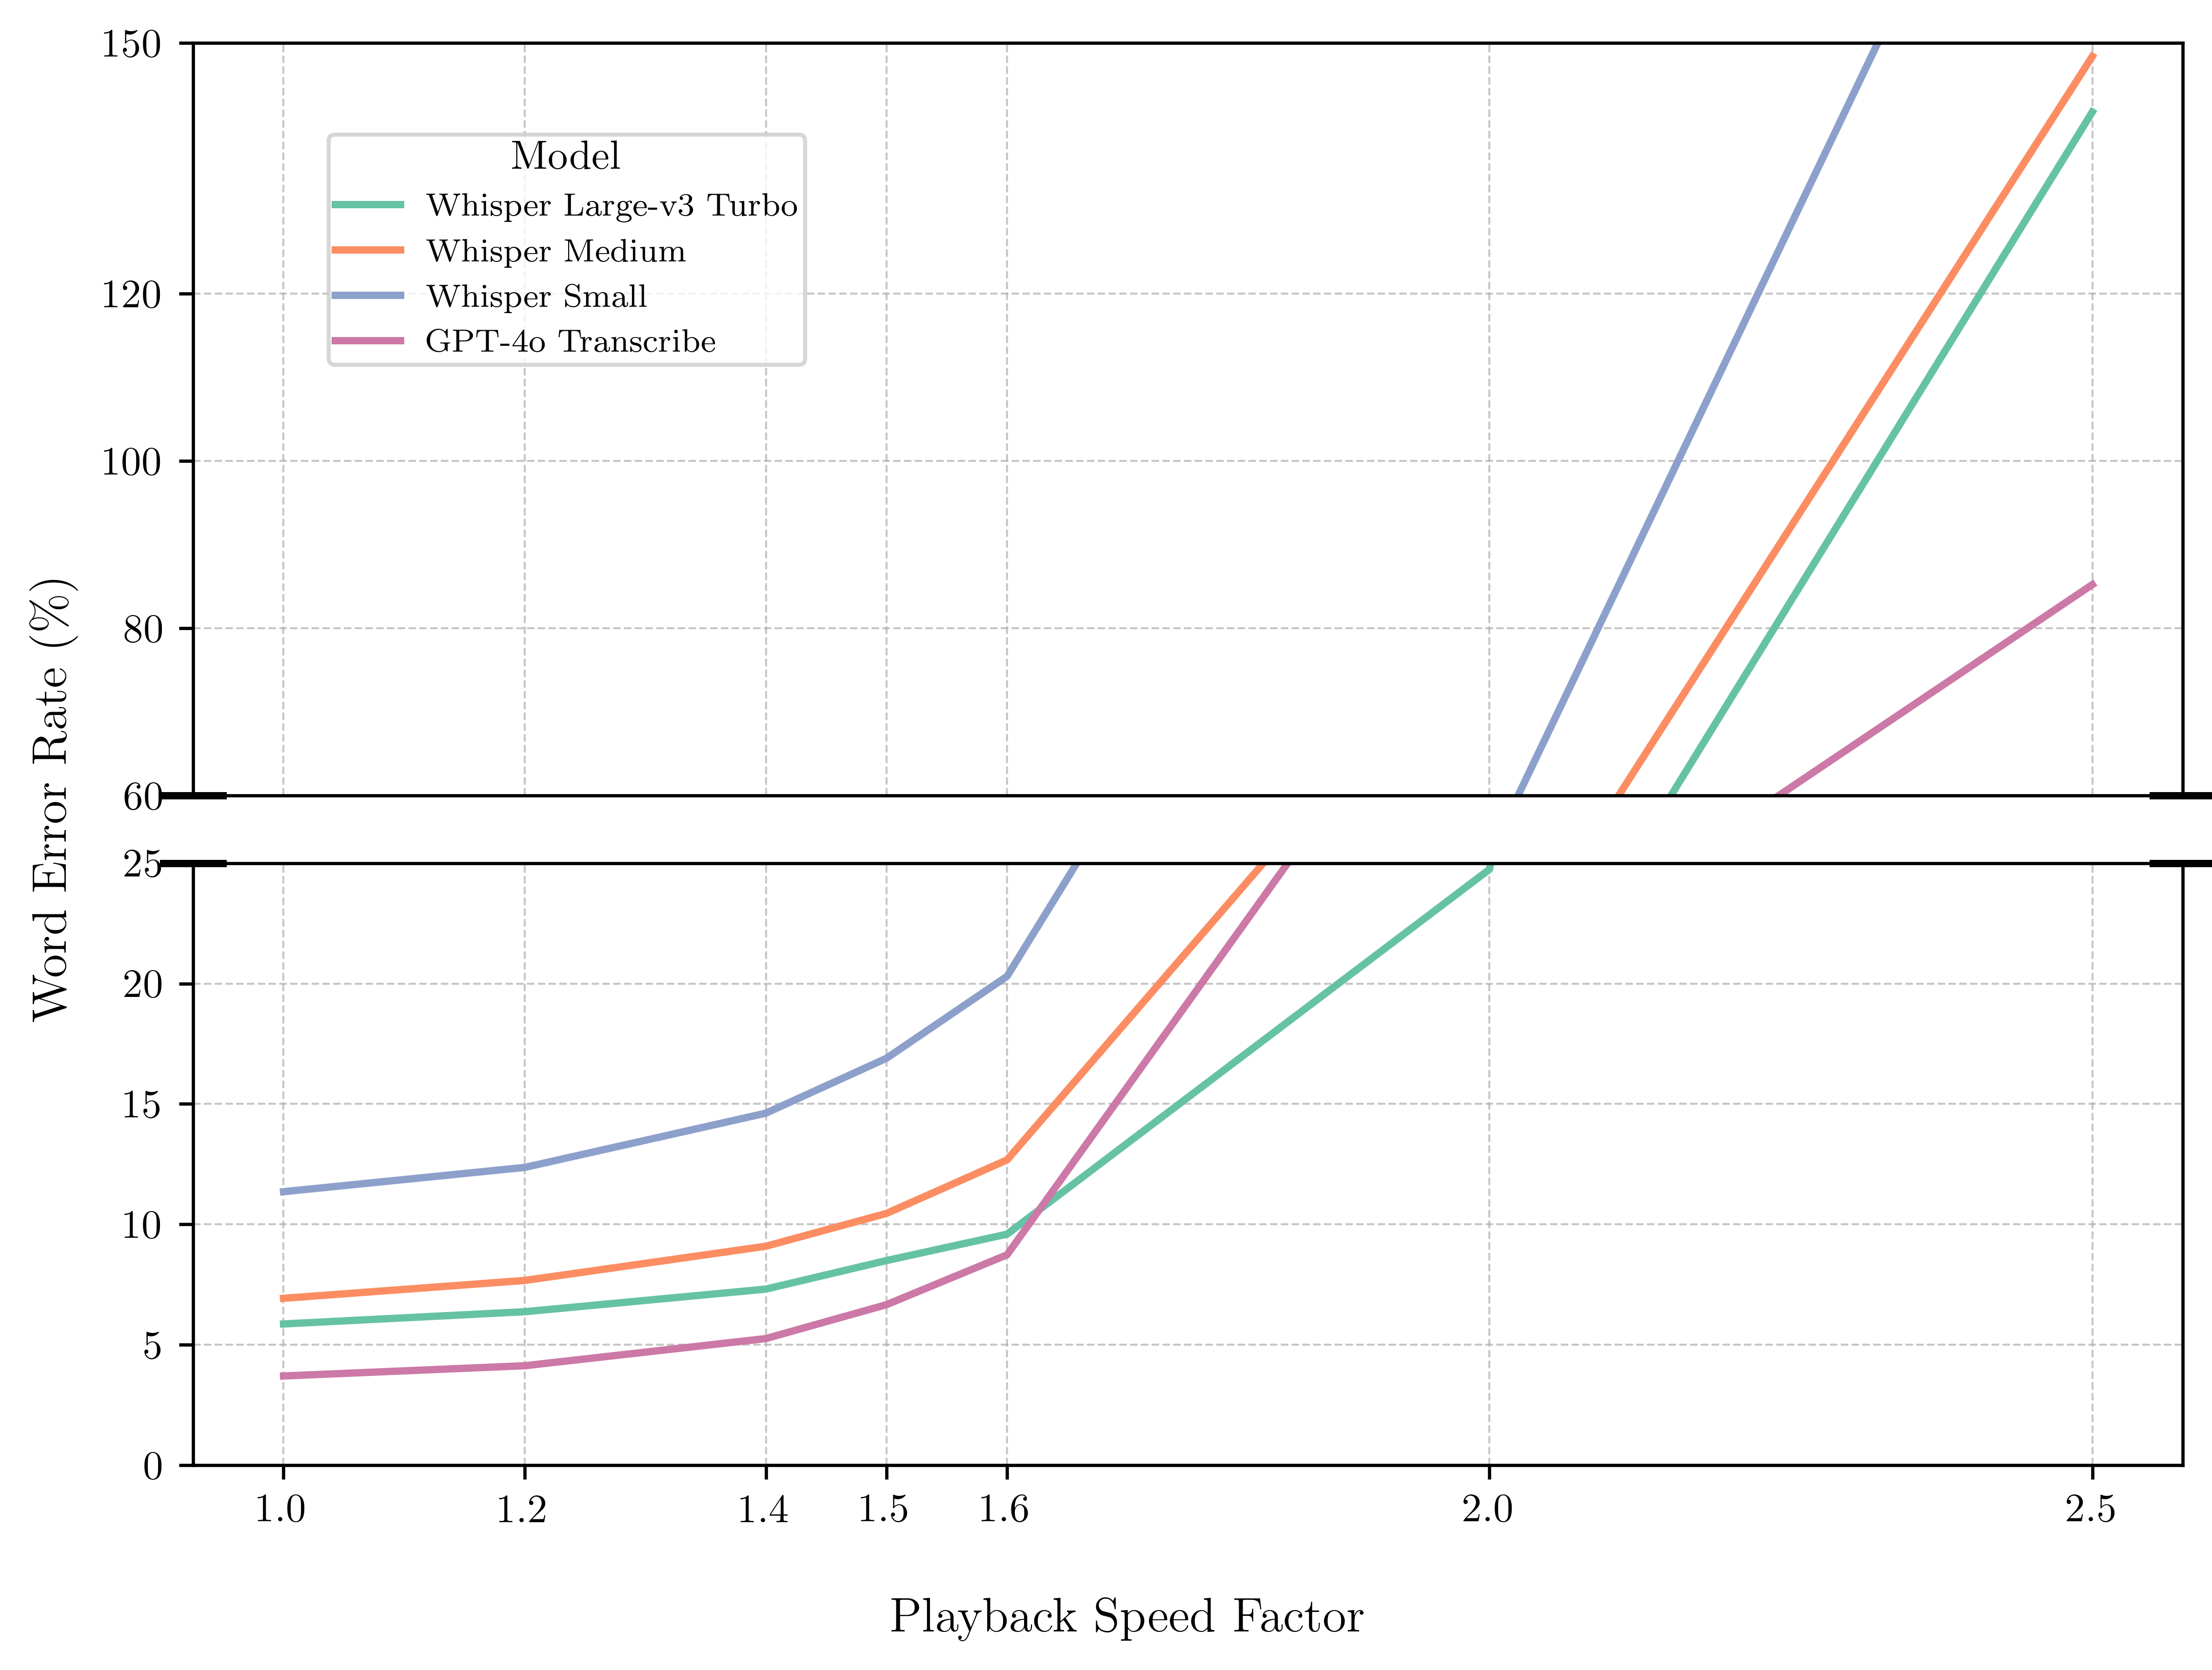 150
120
100
80
60
25
20
15
10
5
0
Word Error Rate (%)
Model
Whisper Large-v3 Turbo
Whisper Medium
Whisper Small
GPT-4o Transcribe
1.0 1.2 1.4 1.5 1.6 2.0 2.5
Playback Speed Factor